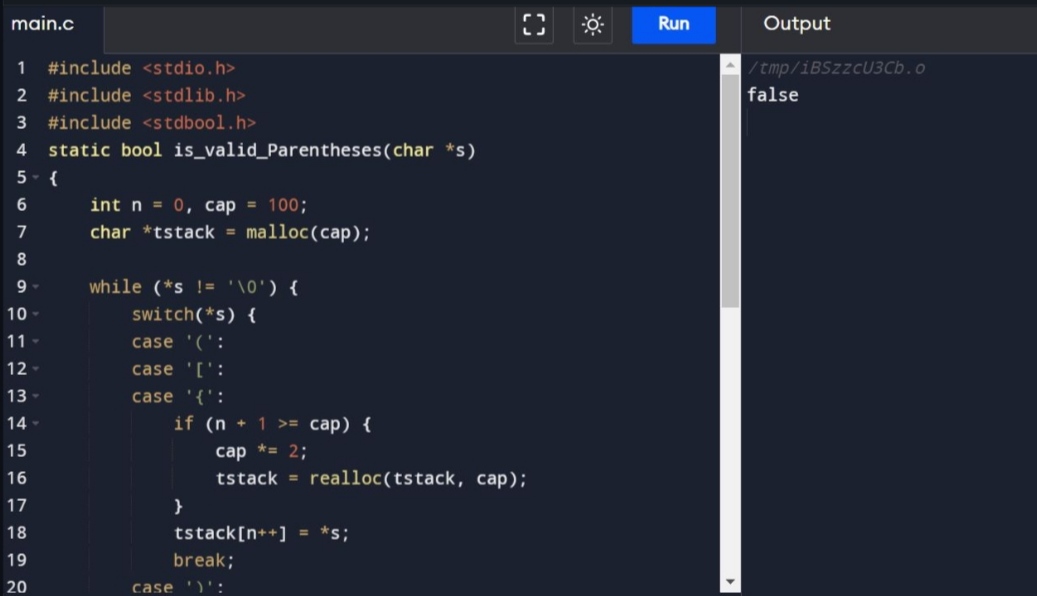 main.c
Run
Output
1 #include <stdio.h>
2 #include <stdlib.h>
3 #include <stdbool.h>
4 static bool is_valid_Parentheses(char *s)
5 {
6 int n = 0, cap = 100;
7 char *tstack = malloc(cap);
8
9 while (*s != '\0') {
10 switch(*s) {
11 case '(':
12 case '[':
13 case '{':
14 if (n + 1 >= cap) {
15 cap *= 2;
16 tstack = realloc(tstack, cap);
17 }
18 tstack[n++] = *s;
19 break;
20 case ')':
/tmp/iBSzzcU3Cb.o
false